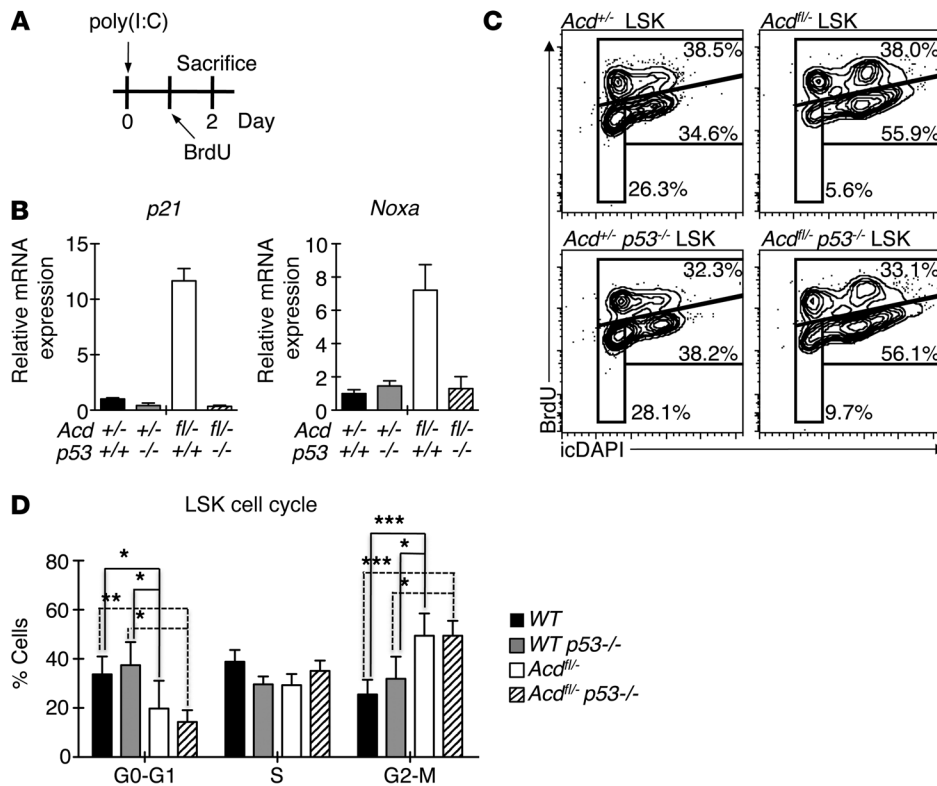 A
poly(I:C)
Sacrifice
0 2 Day
BrdU
B
p21
Relative mRNA
expression
15
10
5
0
Acd +/- +/- fl/- fl/-
p53 +/+ -/- +/+ -/-
Noxa
Relative mRNA
expression
10
8
6
4
2
0
+/- +/- fl/- fl/-
+/+ -/- +/+ -/-
C
Acd+/- LSK
38.5%
34.6%
26.3%
Acdfl/- LSK
38.0%
55.9%
5.6%
Acd+/- p53-/- LSK
32.3%
38.2%
28.1%
Acdfl/- p53-/- LSK
33.1%
56.1%
9.7%
BrdU
icDAPI
D
LSK cell cycle
% Cells
80
60
40
20
0
*
*
**
*
***
*
***
*
G0-G1 S G2-M
WT
WT p53-/-
Acdfl/-
Acdfl/- p53-/-